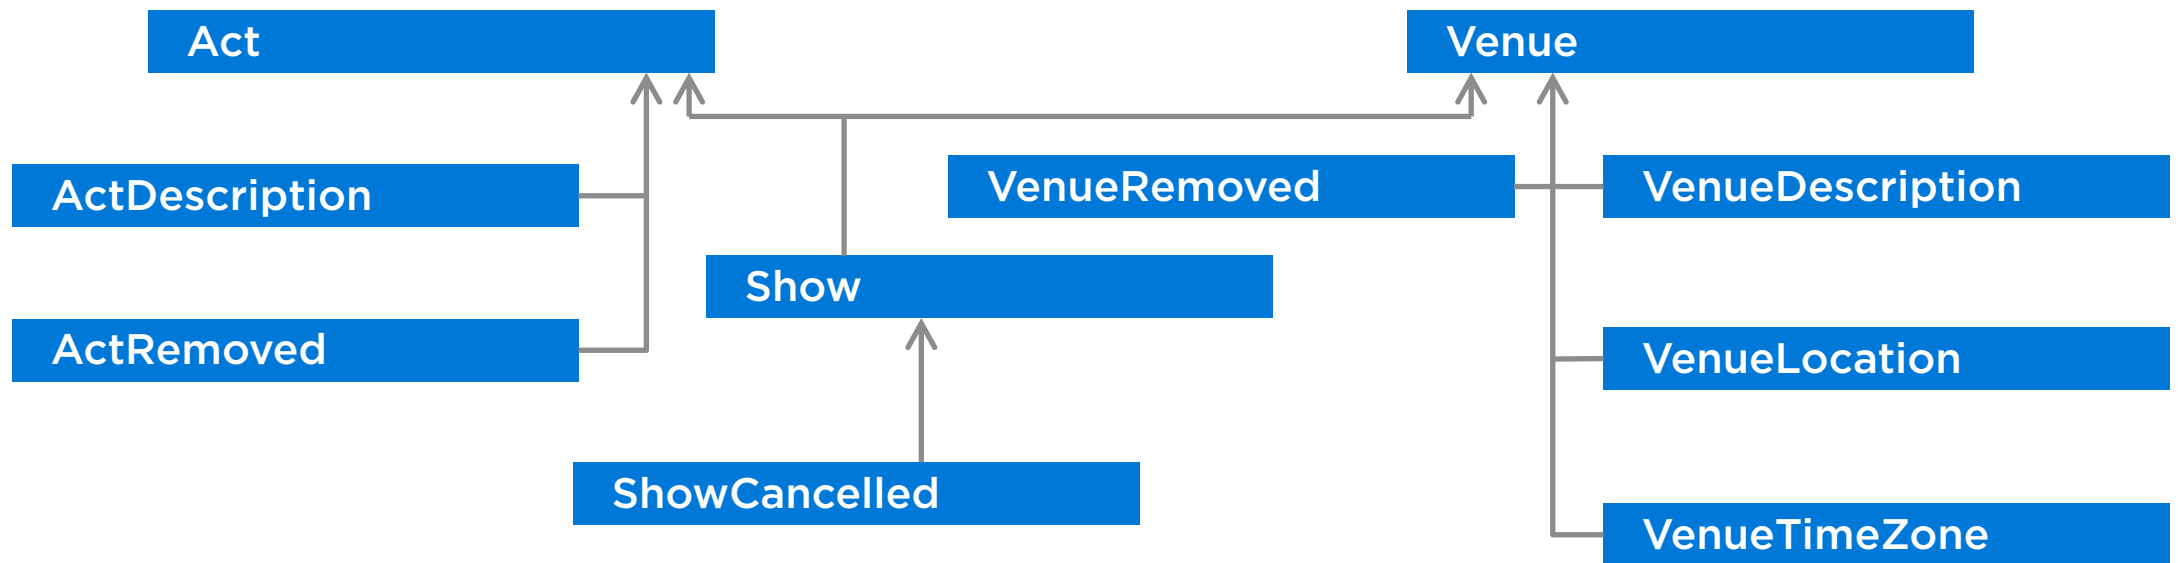 Act
Venue
ActDescription
VenueRemoved
VenueDescription
Show
ActRemoved
VenueLocation
ShowCancelled
VenueTimeZone